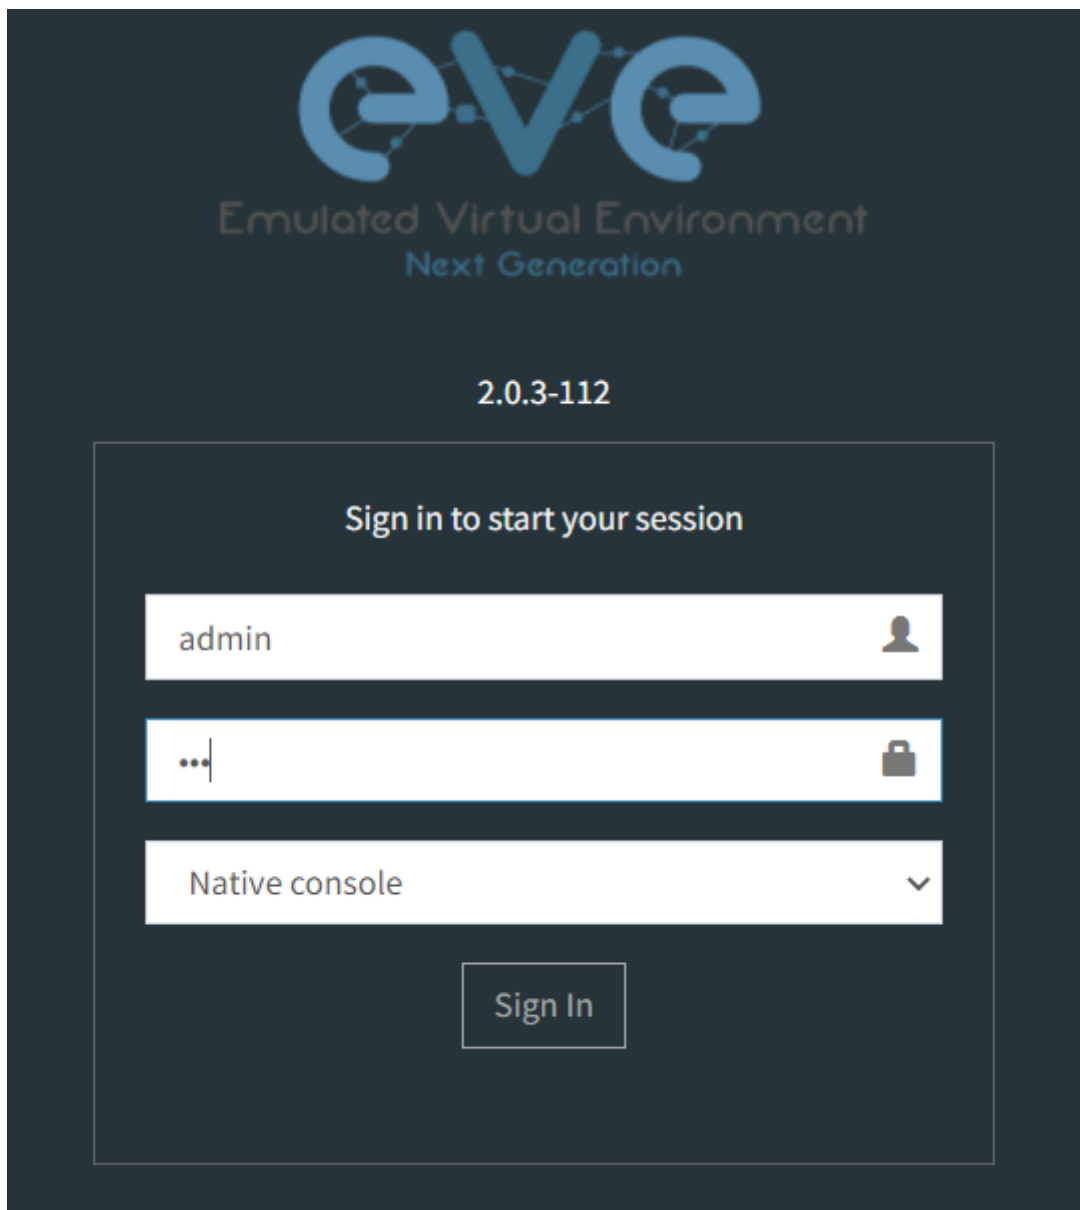 eve
Emulated Virtual Environment
Next Generation
2.0.3-112
Sign in to start your session
admin
•••
Native console
Sign In